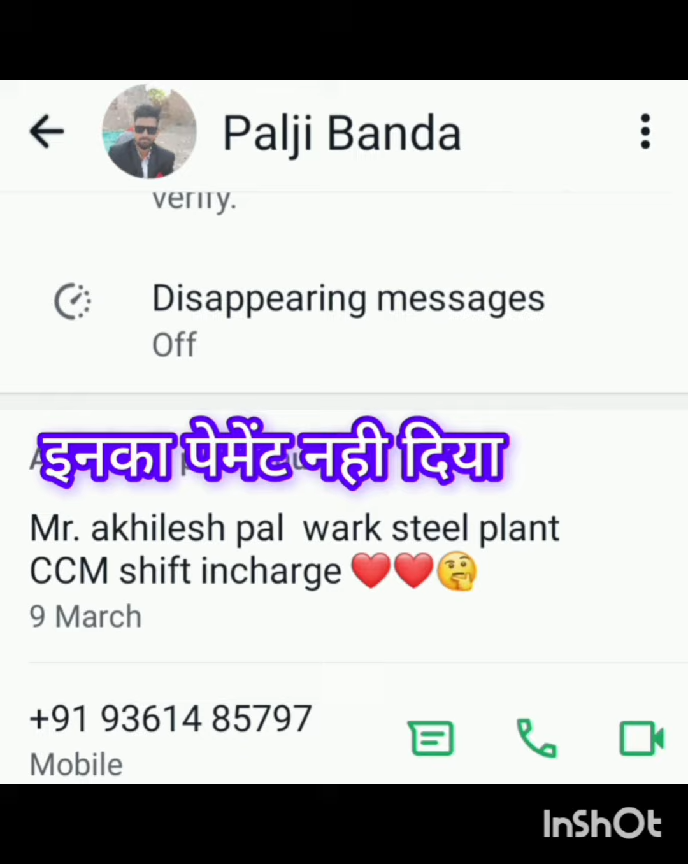 Palji Banda
verify.
Disappearing messages
Off
इनका पेमेंट नही दिया
Mr. akhilesh pal wark steel plant
CCM shift incharge ❤️❤️🤔
9 March
+91 93614 85797
Mobile
InShOt